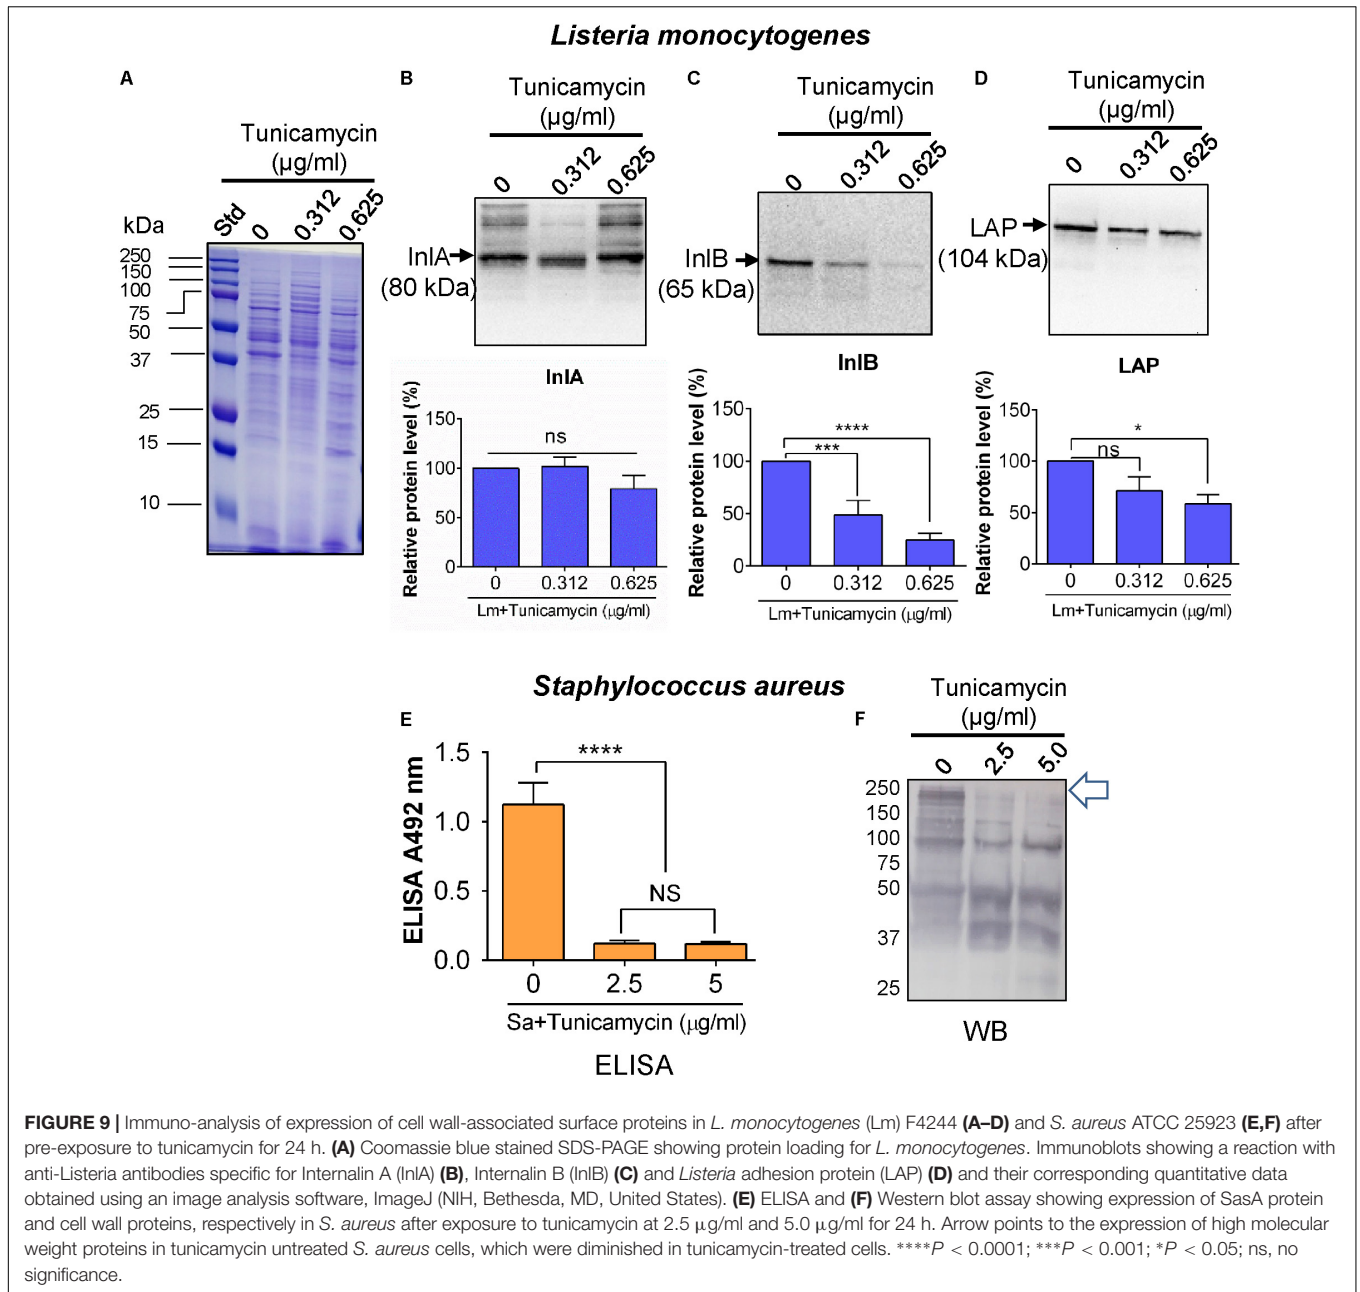 Listeria monocytogenes
A
Tunicamycin
(µg/ml)
kDa
Std
0
0.312
0.625
250
150
100
75
50
37
25
15
10
B
Tunicamycin
(µg/ml)
0
0.312
0.625
InlA
(80 kDa)
InlA
Relative protein level (%)
150
100
50
0
ns
0
0.312
0.625
Lm+Tunicamycin (µg/ml)
C
Tunicamycin
(µg/ml)
0
0.312
0.625
InlB
(65 kDa)
InlB
Relative protein level (%)
150
100
50
0
****
***
0
0.312
0.625
Lm+Tunicamycin (µg/ml)
D
Tunicamycin
(µg/ml)
0
0.312
0.625
LAP
(104 kDa)
LAP
Relative protein level (%)
150
100
50
0
*
ns
0
0.312
0.625
Lm+Tunicamycin (µg/ml)
Staphylococcus aureus
E
ELISA A492 nm
1.5
1.0
0.5
0.0
****
NS
0
2.5
5
Sa+Tunicamycin (µg/ml)
ELISA
F
Tunicamycin
(µg/ml)
0
2.5
5.0
250
150
100
75
50
37
25
WB
FIGURE 9 | Immuno-analysis of expression of cell wall-associated surface proteins in L. monocytogenes (Lm) F4244 (A–D) and S. aureus ATCC 25923 (E,F) after
pre-exposure to tunicamycin for 24 h. (A) Coomassie blue stained SDS-PAGE showing protein loading for L. monocytogenes. Immunoblots showing a reaction with
anti-Listeria antibodies specific for Internalin A (InlA) (B), Internalin B (InlB) (C) and Listeria adhesion protein (LAP) (D) and their corresponding quantitative data
obtained using an image analysis software, ImageJ (NIH, Bethesda, MD, United States). (E) ELISA and (F) Western blot assay showing expression of SasA protein
and cell wall proteins, respectively in S. aureus after exposure to tunicamycin at 2.5 µg/ml and 5.0 µg/ml for 24 h. Arrow points to the expression of high molecular
weight proteins in tunicamycin untreated S. aureus cells, which were diminished in tunicamycin-treated cells. ****P < 0.0001; ***P < 0.001; *P < 0.05; ns, no
significance.